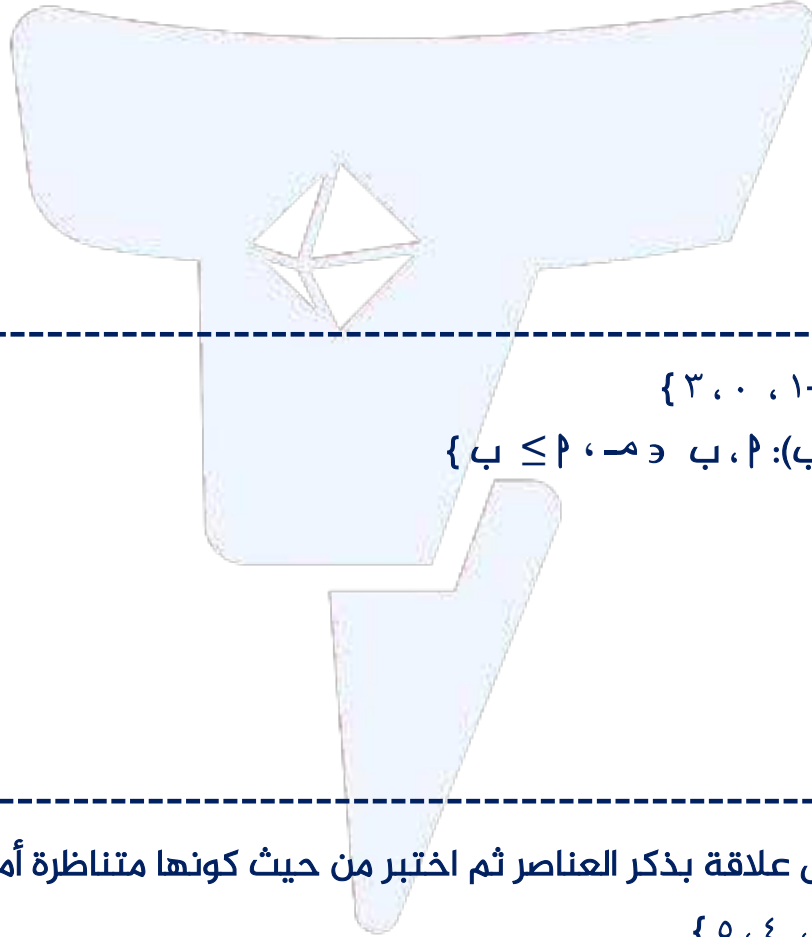 -١ ، ٠ ، ٣ }
ب): أ ، ب ∈ م ، أ ≤ ب }
علاقة بذكر العناصر ثم اختبر من حيث كونها متناظرة أم
٤ ، ٥ }